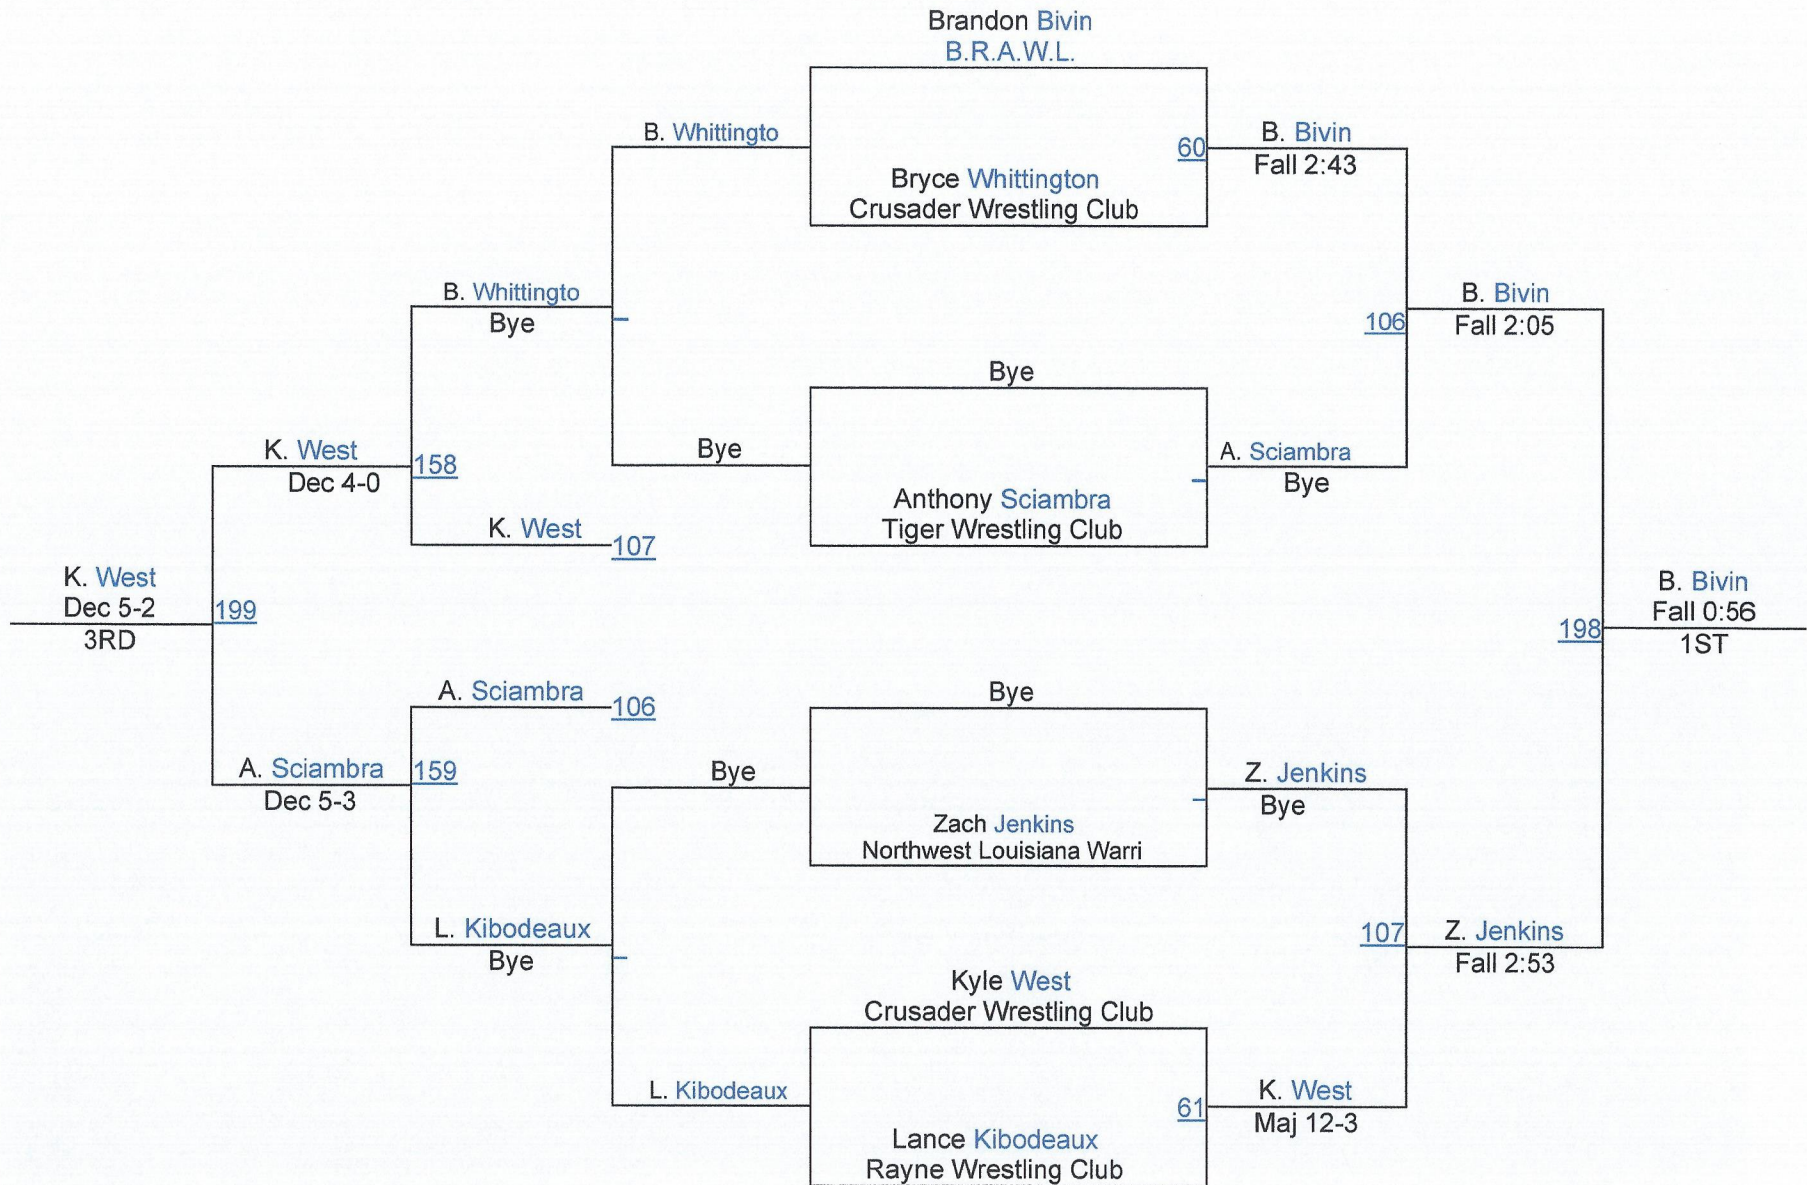 Brandon Bivin
B.R.A.W.L.
B. Whittingto
60
B. Bivin
Fall 2:43
Bryce Whittington
Crusader Wrestling Club
B. Whittingto
Bye
106
B. Bivin
Fall 2:05
Bye
K. West
Dec 4-0
158
Bye
A. Sciambra
Bye
Anthony Sciambra
Tiger Wrestling Club
K. West
107
K. West
Dec 5-2
3RD
199
198
B. Bivin
Fall 0:56
1ST
A. Sciambra
106
Bye
A. Sciambra
Dec 5-3
159
Bye
Z. Jenkins
Bye
Zach Jenkins
Northwest Louisiana Warri
L. Kibodeaux
Bye
107
Z. Jenkins
Fall 2:53
Kyle West
Crusader Wrestling Club
L. Kibodeaux
61
K. West
Maj 12-3
Lance Kibodeaux
Rayne Wrestling Club